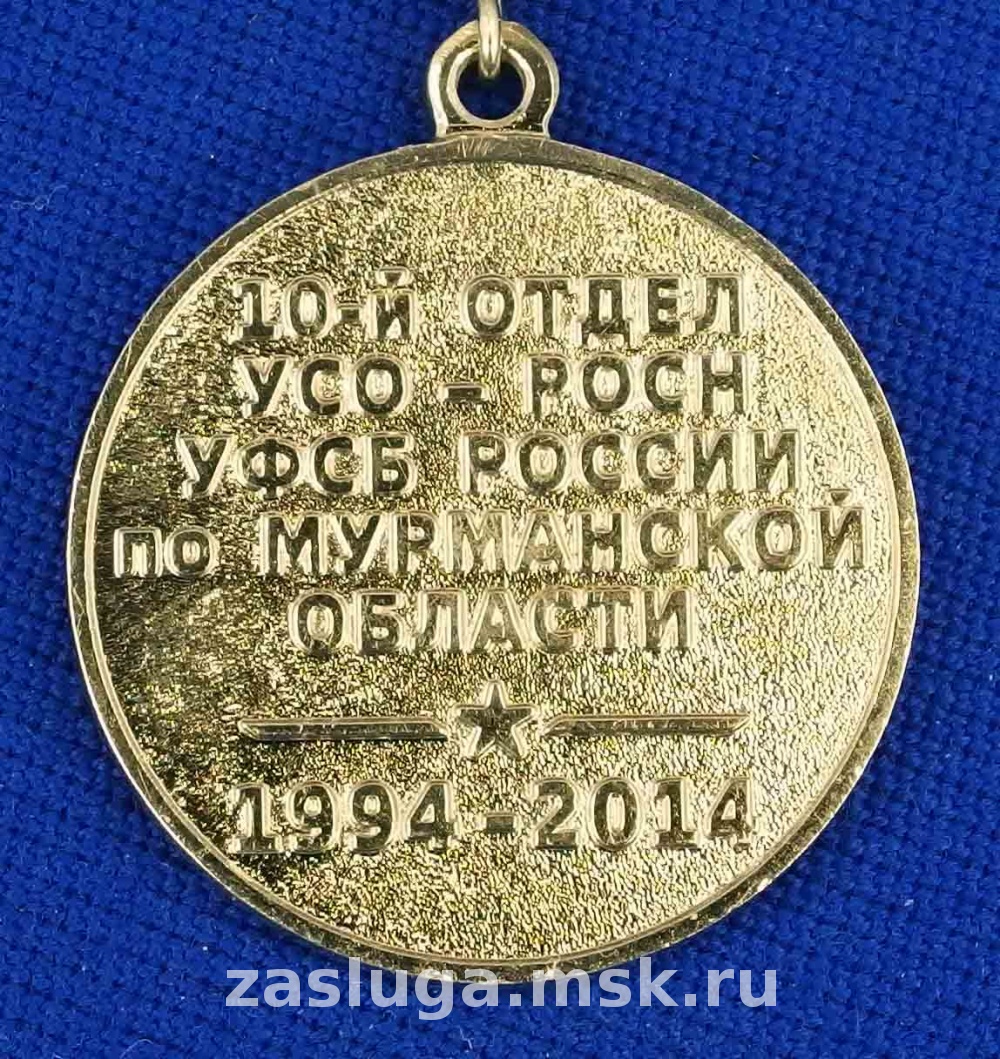 10-й ОТДЕЛ
УСО - РОСН
УФСБ РОССИИ
по МУРМАНСКОЙ
ОБЛАСТИ
1994-2014
zasluga.msk.ru